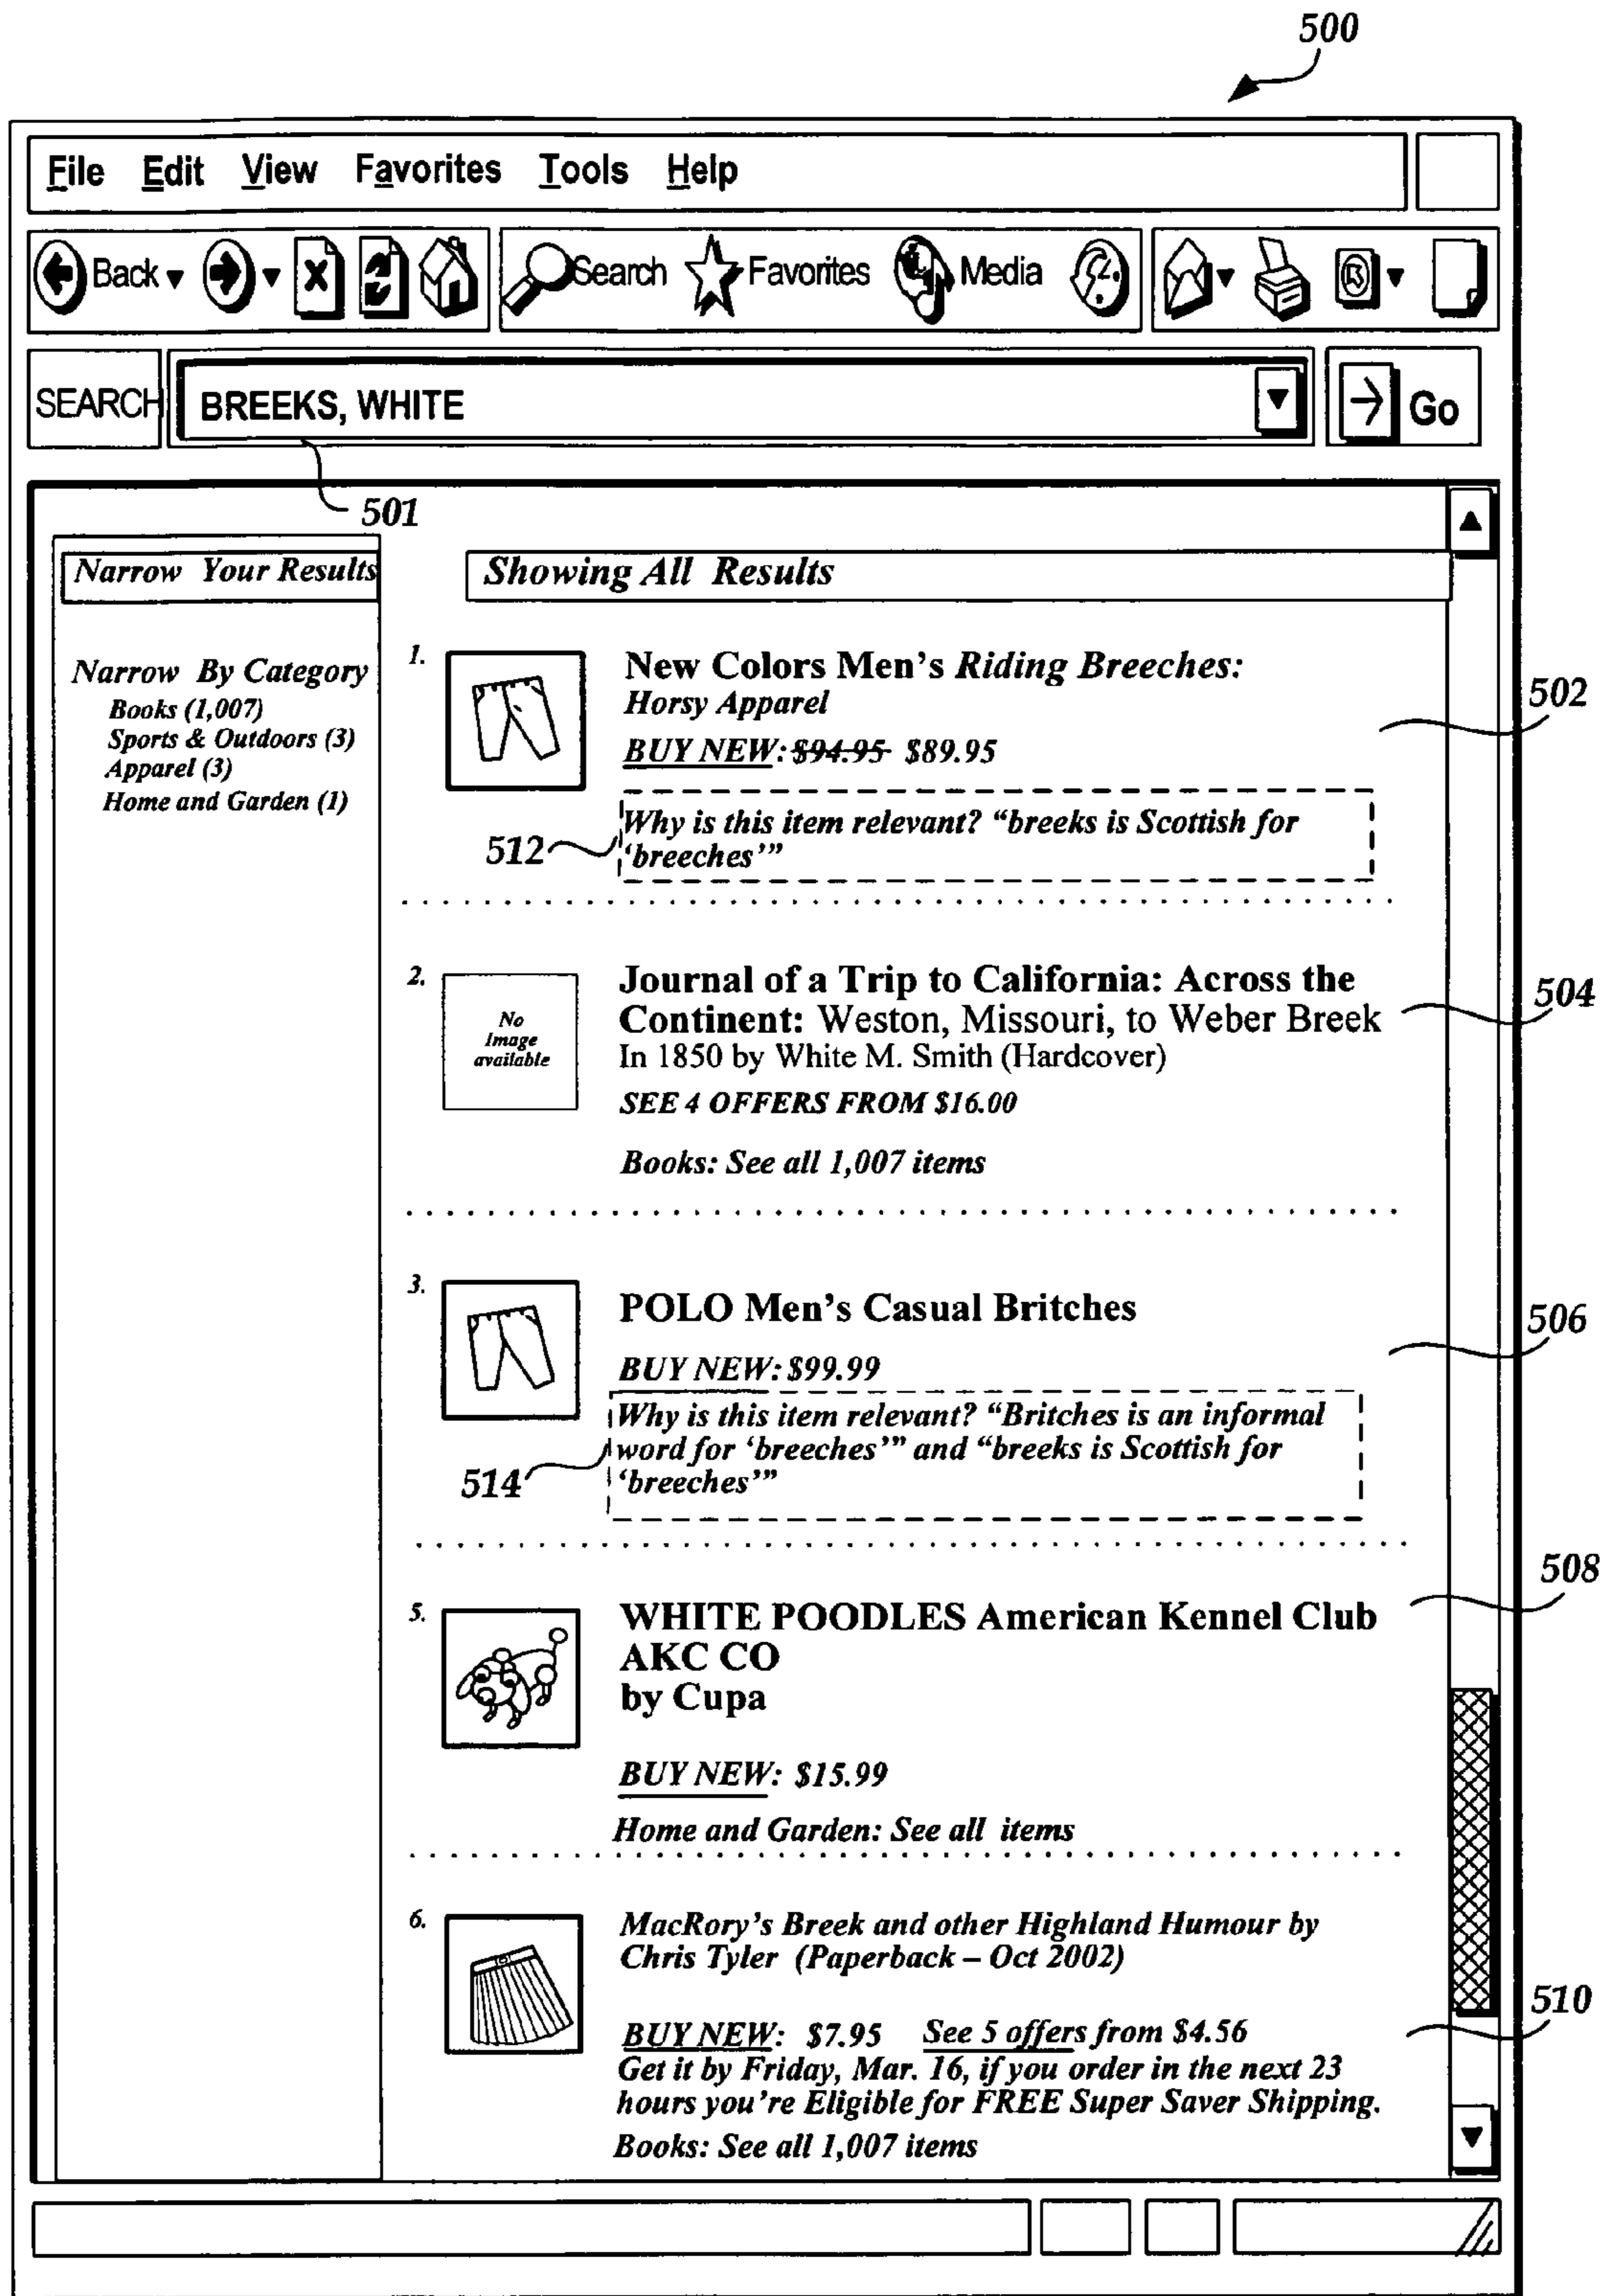 500
File Edit View Favorites Tools Help
Back Search Favorites Media
SEARCH BREEKS, WHITE Go
501
Narrow Your Results
Narrow By Category
Books (1,007)
Sports & Outdoors (3)
Apparel (3)
Home and Garden (1)
Showing All Results
1. New Colors Men's Riding Breeches:
Horsy Apparel
502
BUY NEW: $94.95 $89.95
Why is this item relevant? “breeks is Scottish for
512
‘breeches’”
2. Journal of a Trip to California: Across the
504
Continent: Weston, Missouri, to Weber Breek
No
Image
available
In 1850 by White M. Smith (Hardcover)
SEE 4 OFFERS FROM $16.00
Books: See all 1,007 items
3. POLO Men’s Casual Britches
506
BUY NEW: $99.99
Why is this item relevant? “Britches is an informal
word for ‘breeches’” and “breeks is Scottish for
514
‘breeches’”
508
5. WHITE POODLES American Kennel Club
AKC CO
by Cupa
BUY NEW: $15.99
Home and Garden: See all items
6. MacRory’s Breek and other Highland Humour by
Chris Tyler (Paperback – Oct 2002)
510
BUY NEW: $7.95 See 5 offers from $4.56
Get it by Friday, Mar. 16, if you order in the next 23
hours you’re Eligible for FREE Super Saver Shipping.
Books: See all 1,007 items